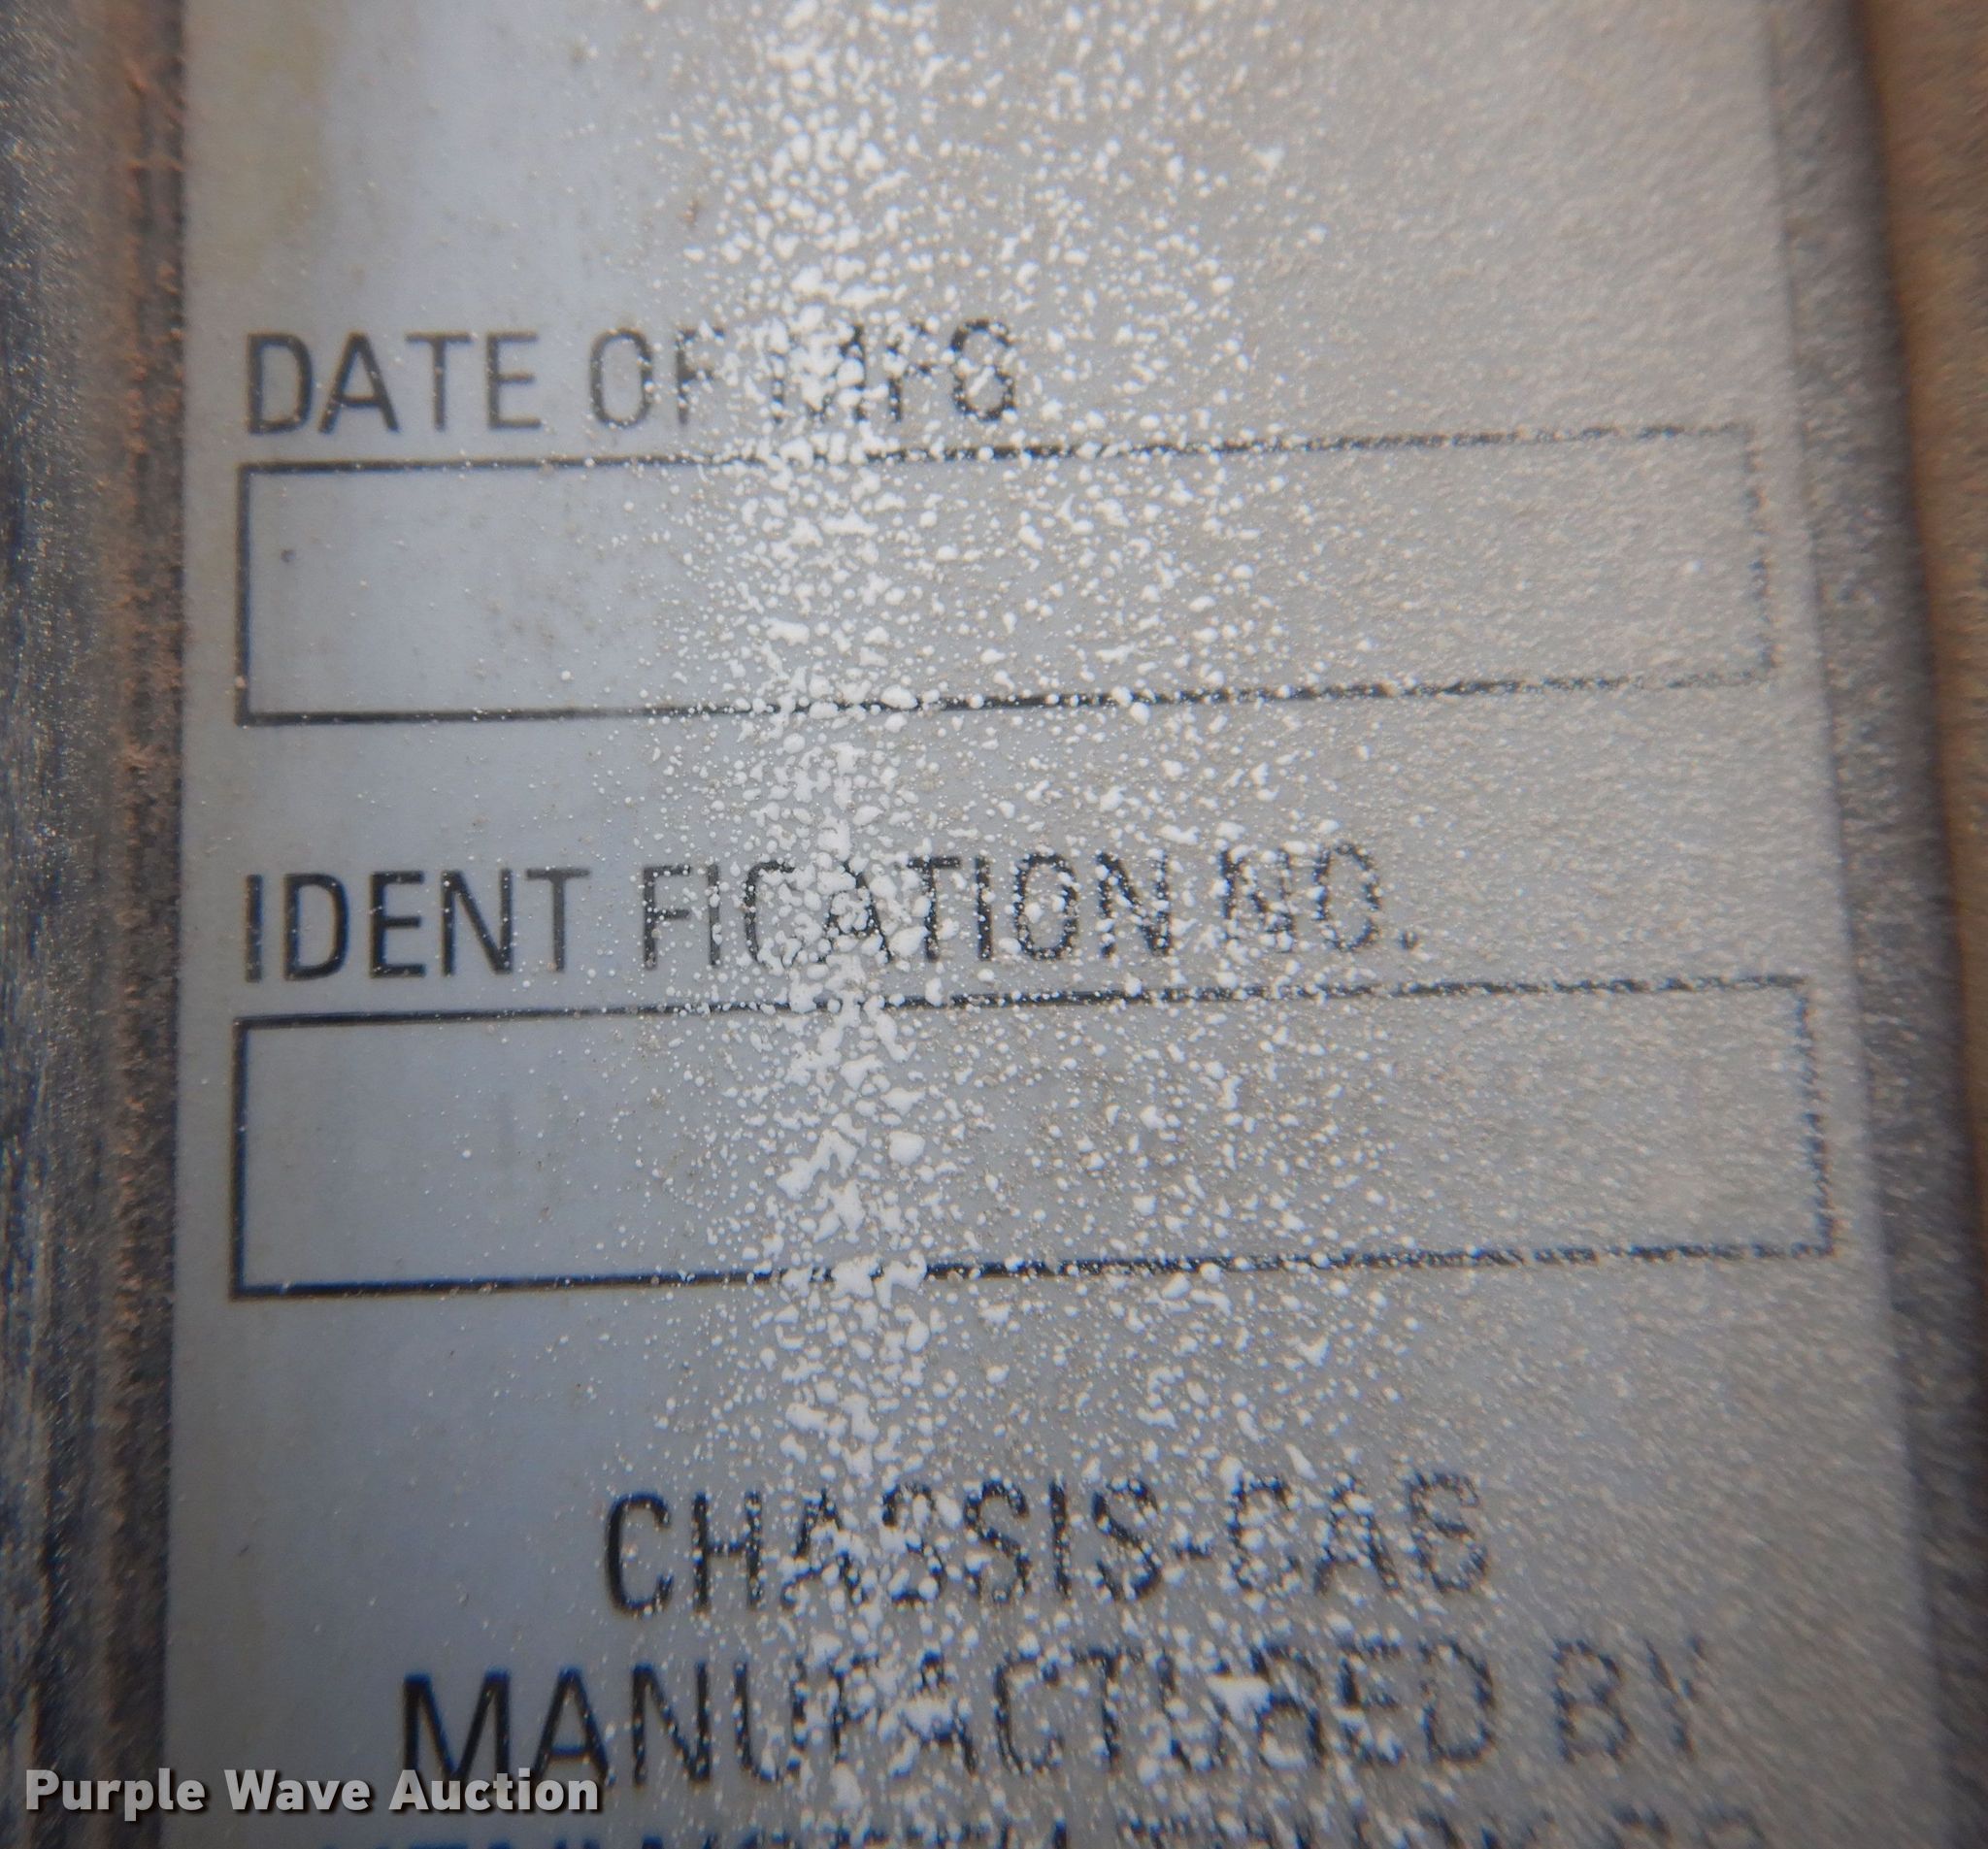 DATE OF MFG
IDENT FICATION NO.
CHASSIS-CAB
MANUFACTURED BY
Purple Wave Auction